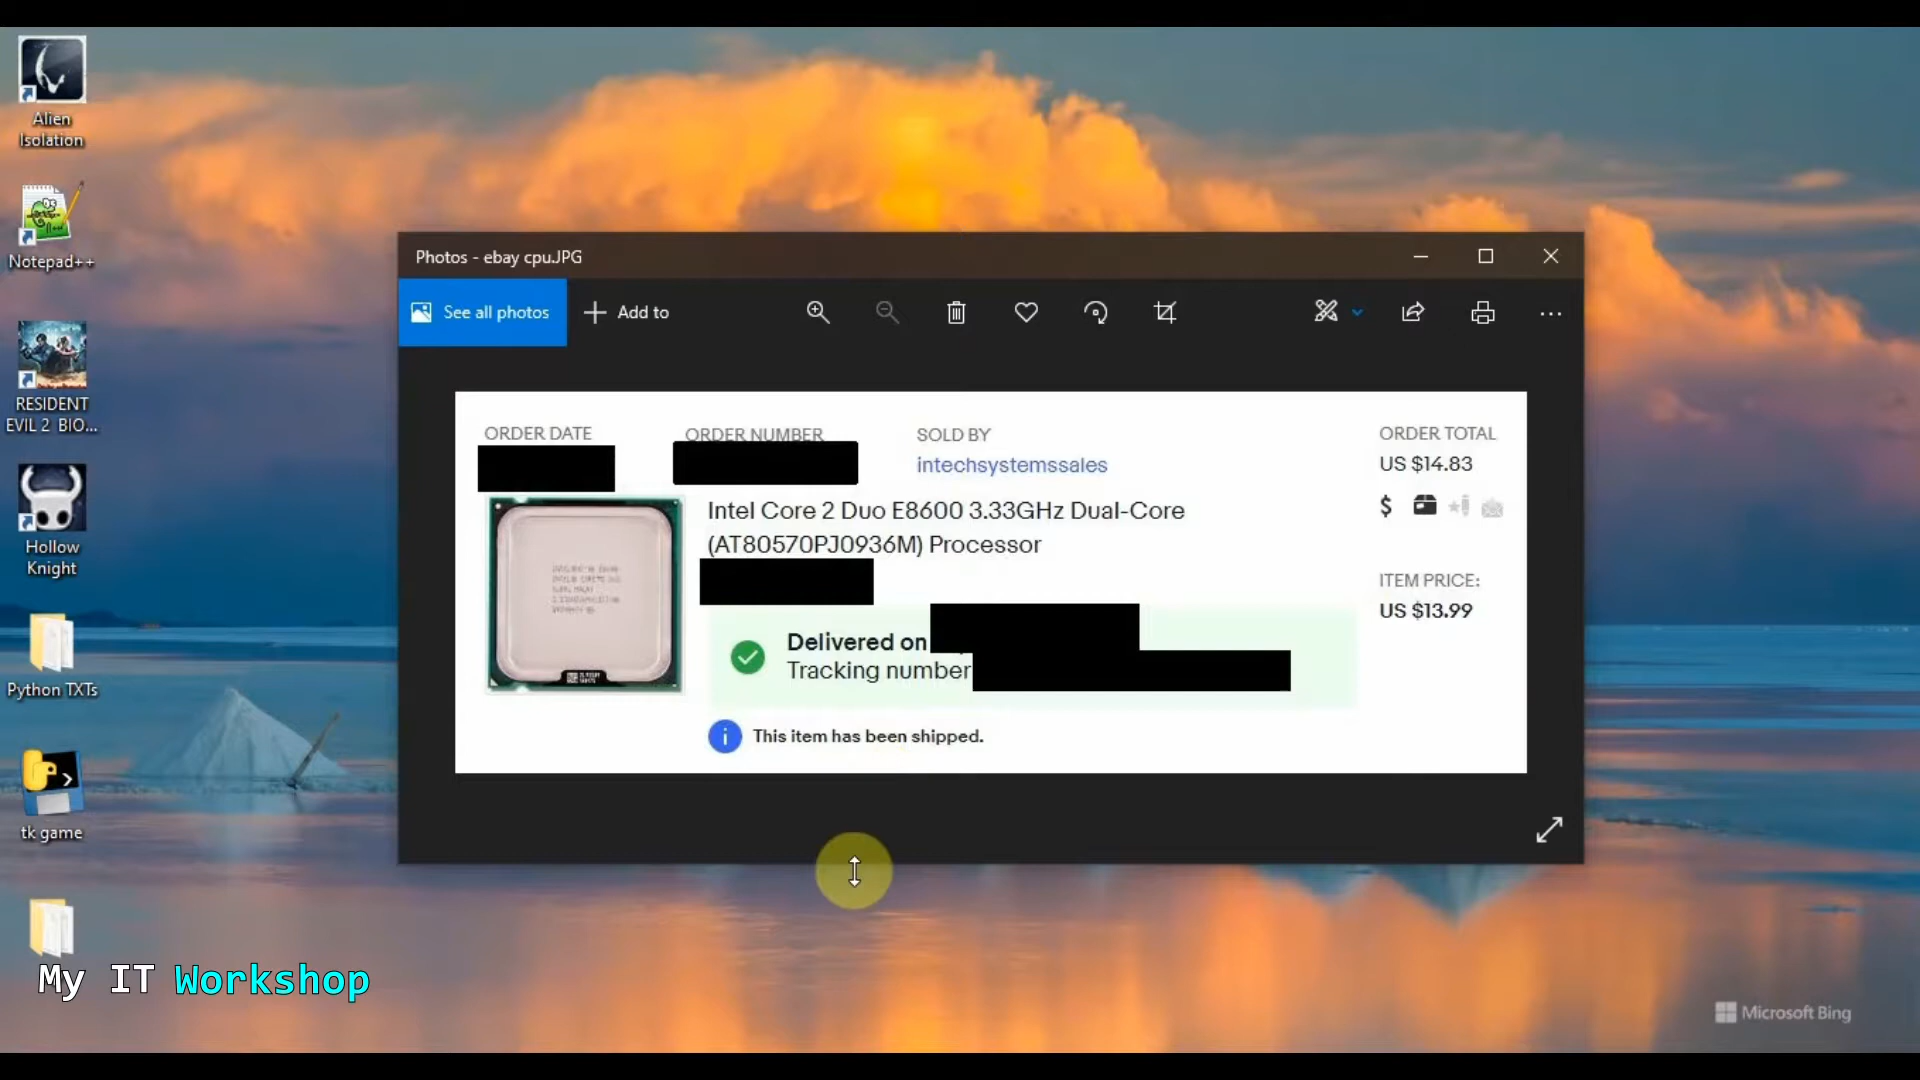 Alien
Isolation
Notepad++
RESIDENT
EVIL 2 BIO...
Hollow
Knight
Python TXTs
tk game
Photos - ebay cpu.JPG
See all photos
Add to
ORDER DATE
ORDER NUMBER
SOLD BY
intechsystemssales
ORDER TOTAL
US $14.83
Intel Core 2 Duo E8600 3.33GHz Dual-Core
(AT80570PJ0936M) Processor
ITEM PRICE:
US $13.99
Delivered on
Tracking number
This item has been shipped.
My IT Workshop
Microsoft Bing